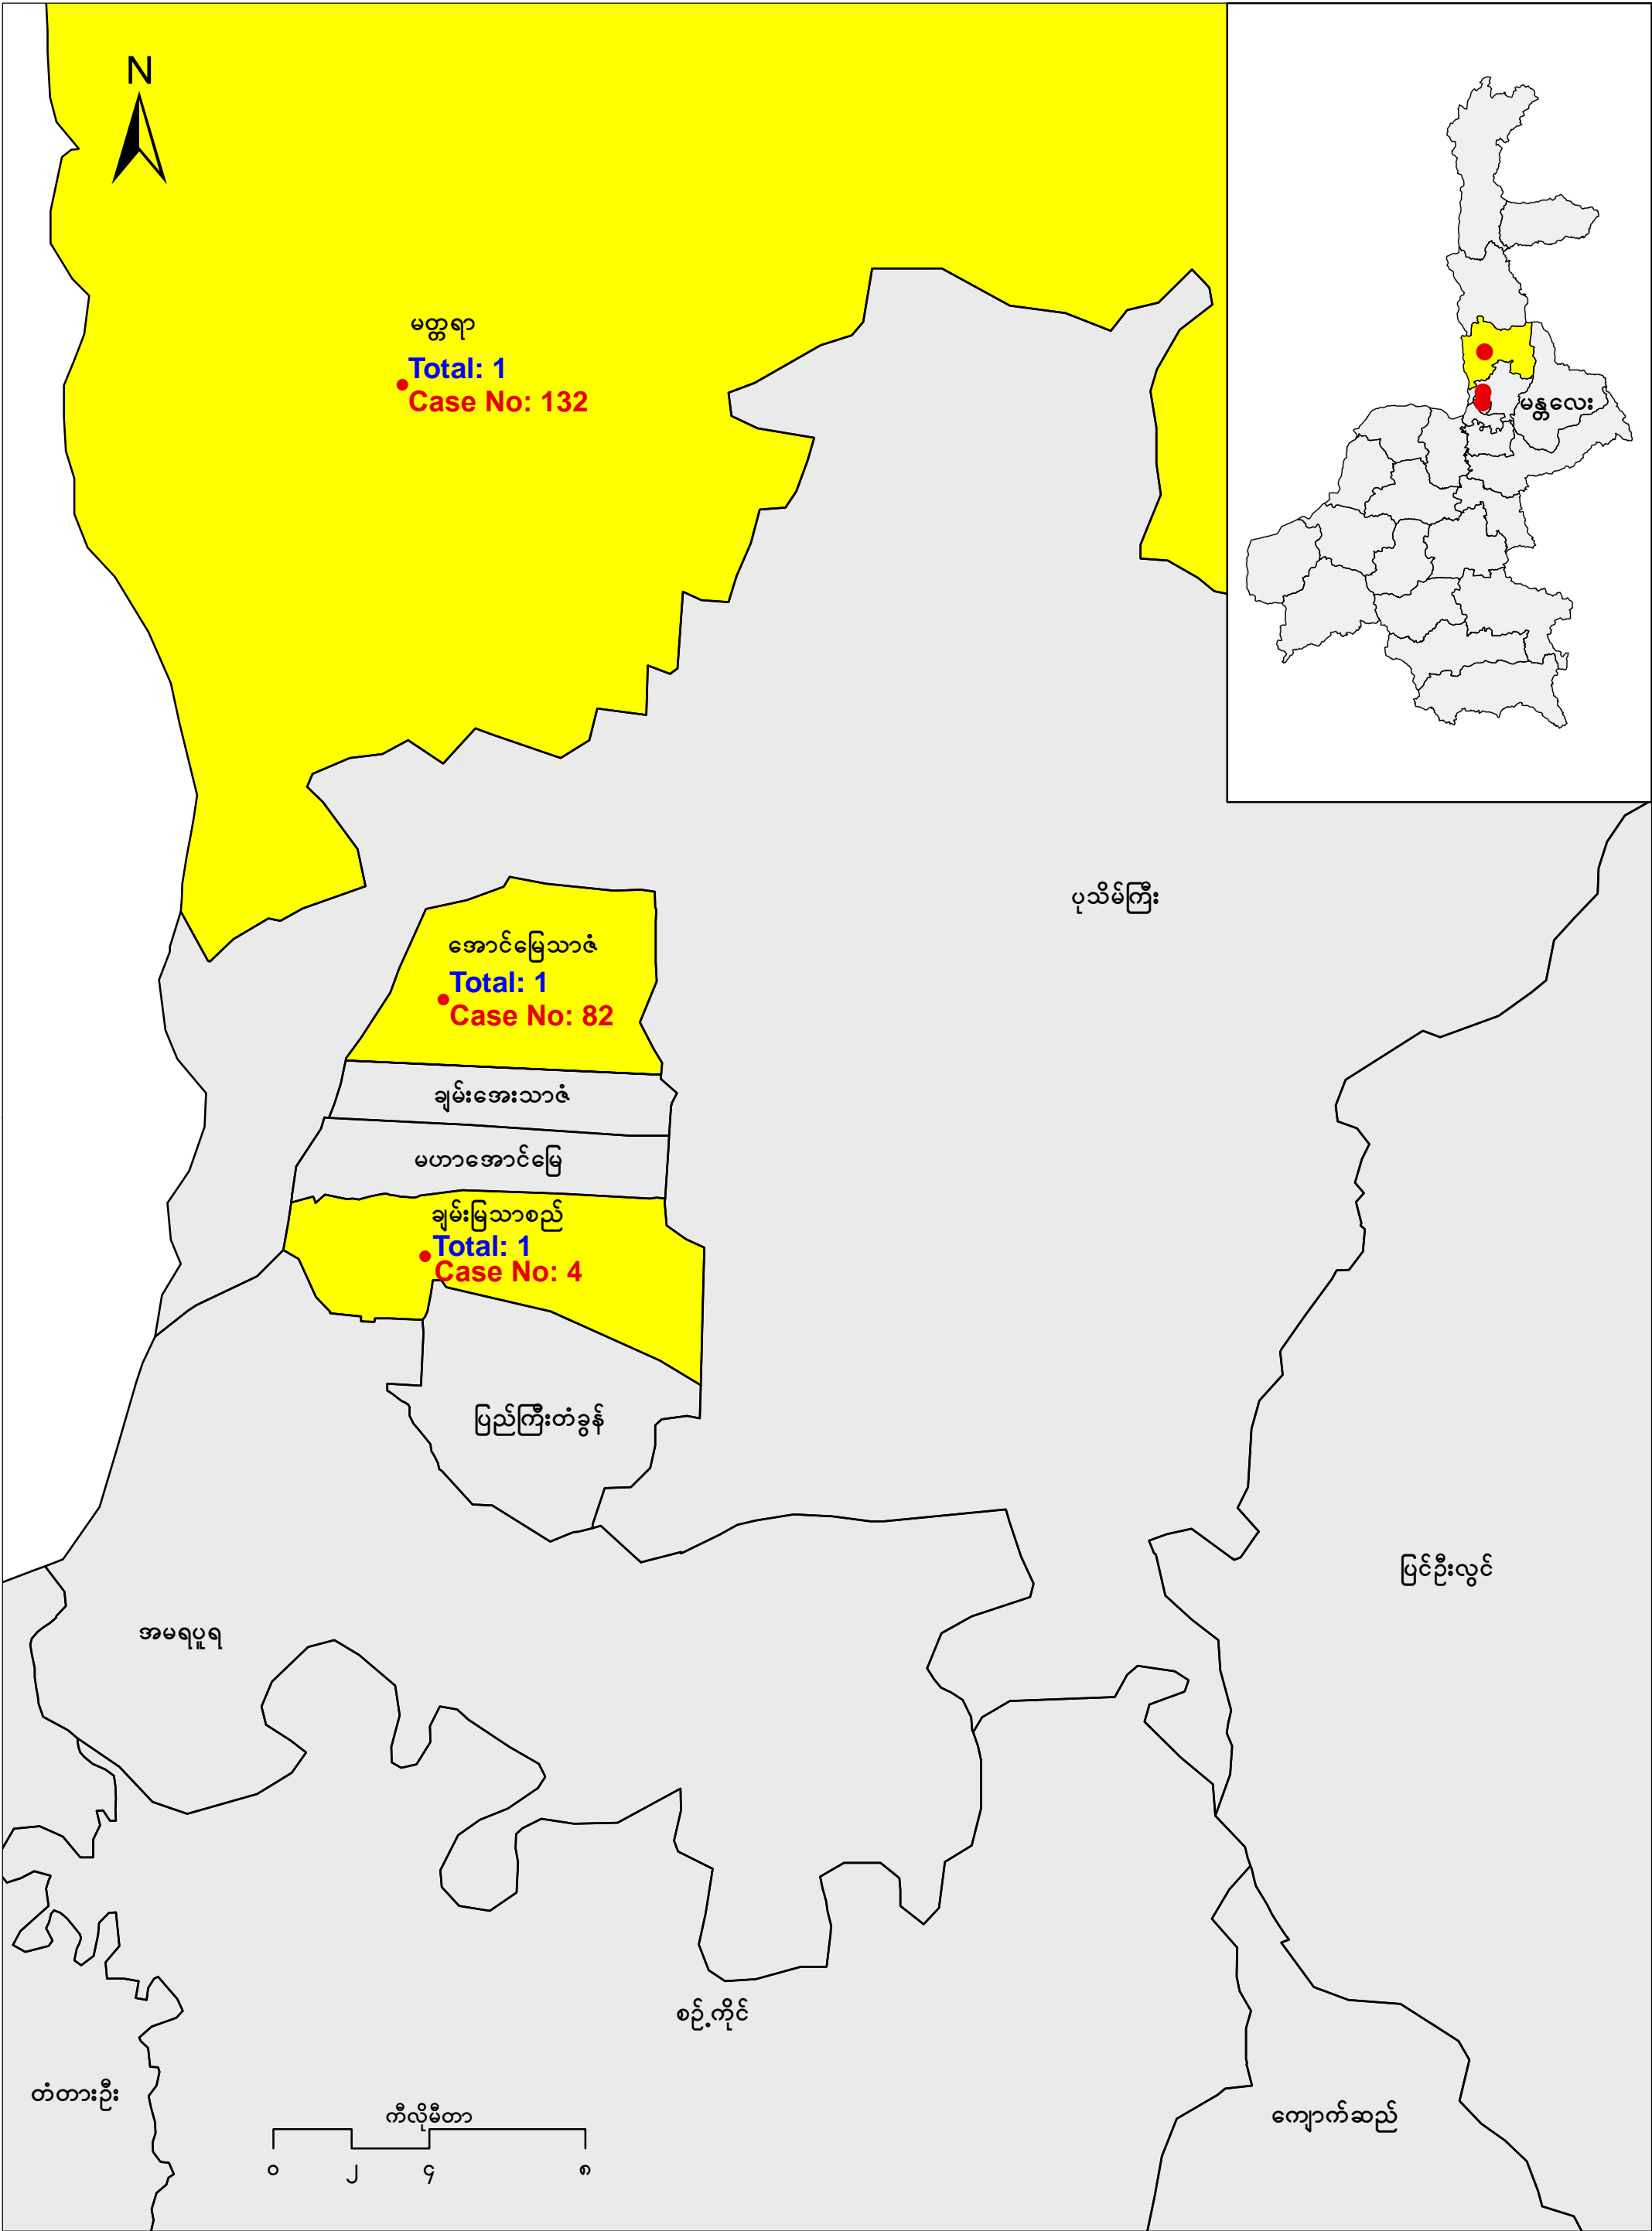 N
မတ္တရာ
Total: 1
Case No: 132
မန္တလေး
ပုသိမ်ကြီး
အောင်မြေသာဇံ
Total: 1
Case No: 82
ချမ်းအေးသာဇံ
မဟာအောင်မြေ
ချမ်းမြသာစည်
Total: 1
Case No: 4
ပြည်ကြီးတံခွန်
ပြင်ဦးလွင်
အမရပူရ
စဉ့်ကိုင်
တံတားဦး
ကျောက်ဆည်
ကီလိုမီတာ
၀ ၂ ၄ ၈